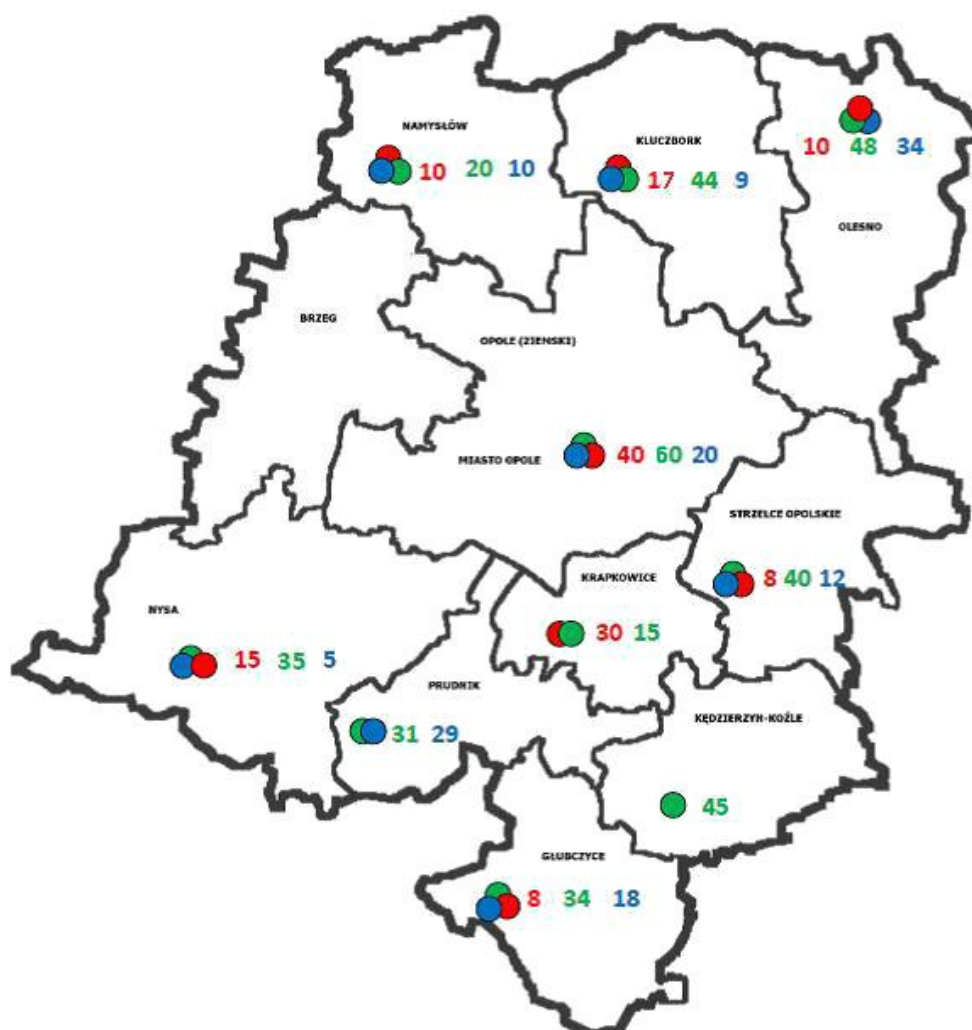 NAMYSŁÓW
10 20 10
KLUCZBORK
17 44 9
10 48 34
OLESNO
BRZEG
OPOLE (ZIEMSKI)
MIASTO OPOLE
40 60 20
STRZELCE OPOLSKIE
8 40 12
KRAPKOWICE
30 15
NYSA
15 35 5
PRUDNIK
31 29
KĘDZIERZYN-KOŹLE
45
GŁUBCZYCE
8 34 18